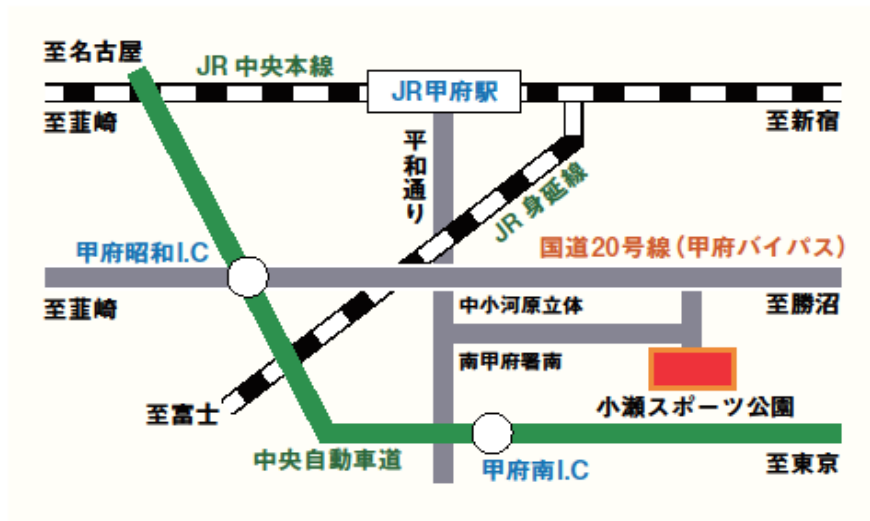 至名古屋
JR中央本線
JR甲府駅
至韮崎
至新宿
平和通り
JR身延線
甲府昭和I.C
国道20号線(甲府バイパス)
至韮崎
中小河原立体
至勝沼
南甲府署南
小瀬スポーツ公園
至富士
中央自動車道
甲府南I.C
至東京